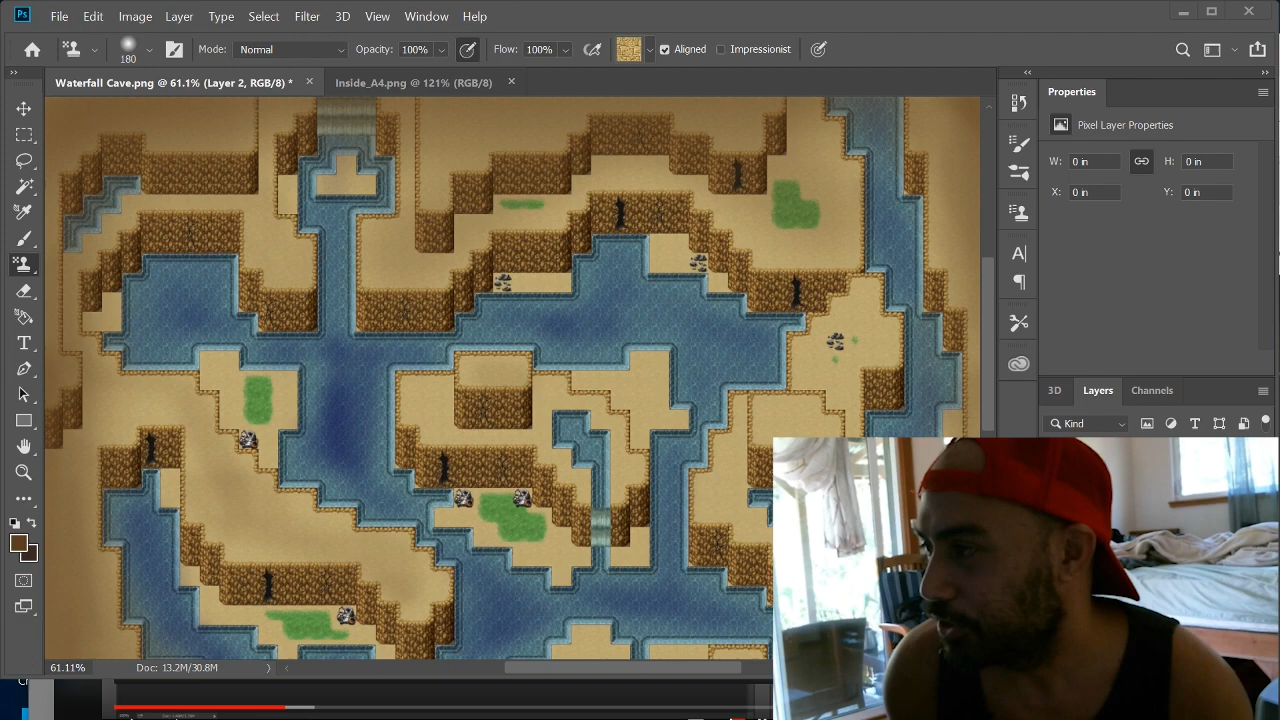 Ps File Edit Image Layer Type Select Filter 3D View Window Help
180 Mode: Normal Opacity: 100% Flow: 100% Aligned Impressionist
Waterfall Cave.png @ 61.1% (Layer 2, RGB/8) * Inside_A4.png @ 121% (RGB/8)
Properties
Pixel Layer Properties
W: 0 in H: 0 in
X: 0 in Y: 0 in
3D Layers Channels
Kind
61.11% Doc: 13.2M/30.8M